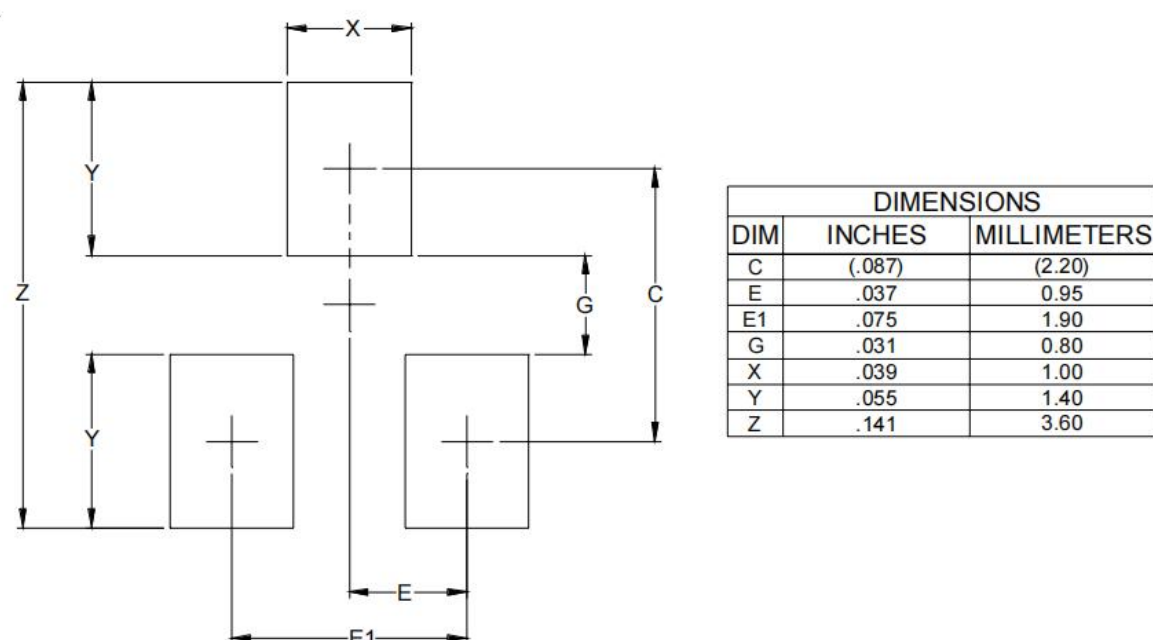 X
Y
Z
G
C
Y
E
E1
DIMENSIONS
DIM INCHES MILLIMETERS
C (.087) (2.20)
E .037 0.95
E1 .075 1.90
G .031 0.80
X .039 1.00
Y .055 1.40
Z .141 3.60